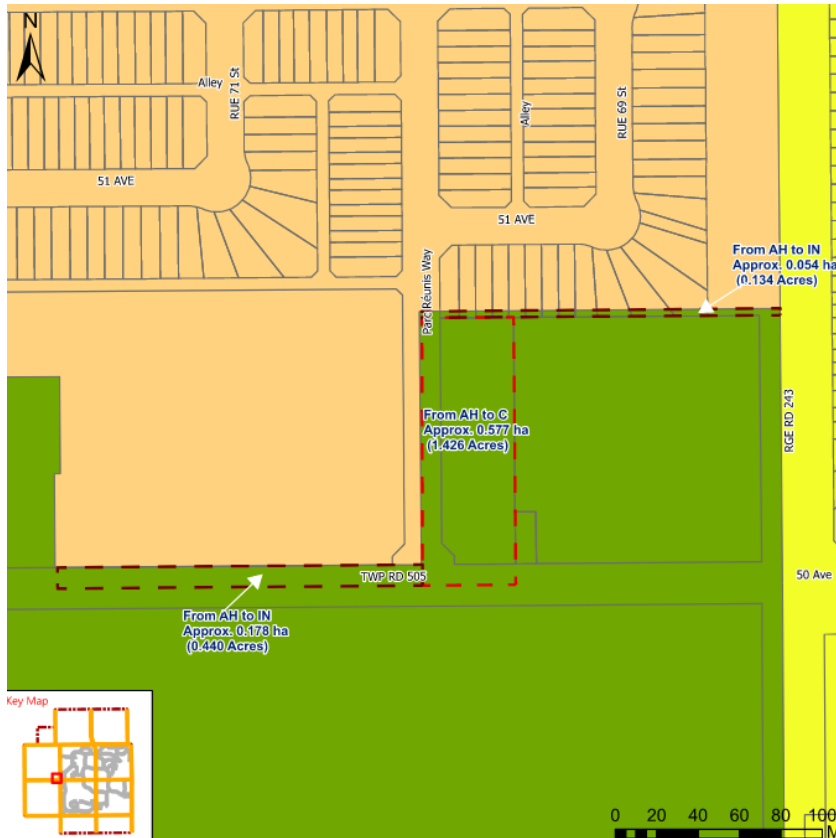 N
Alley
RUE 71 St
Alley
RUE 69 St
51 AVE
51 AVE
Parc Réunis Way
From AH to IN
Approx. 0.054 ha
(0.134 Acres)
From AH to C
Approx. 0.577 ha
(1.426 Acres)
RGE RD 243
TWP RD 505
50 Ave
From AH to IN
Approx. 0.178 ha
(0.440 Acres)
Key Map
0 20 40 60 80 100
M